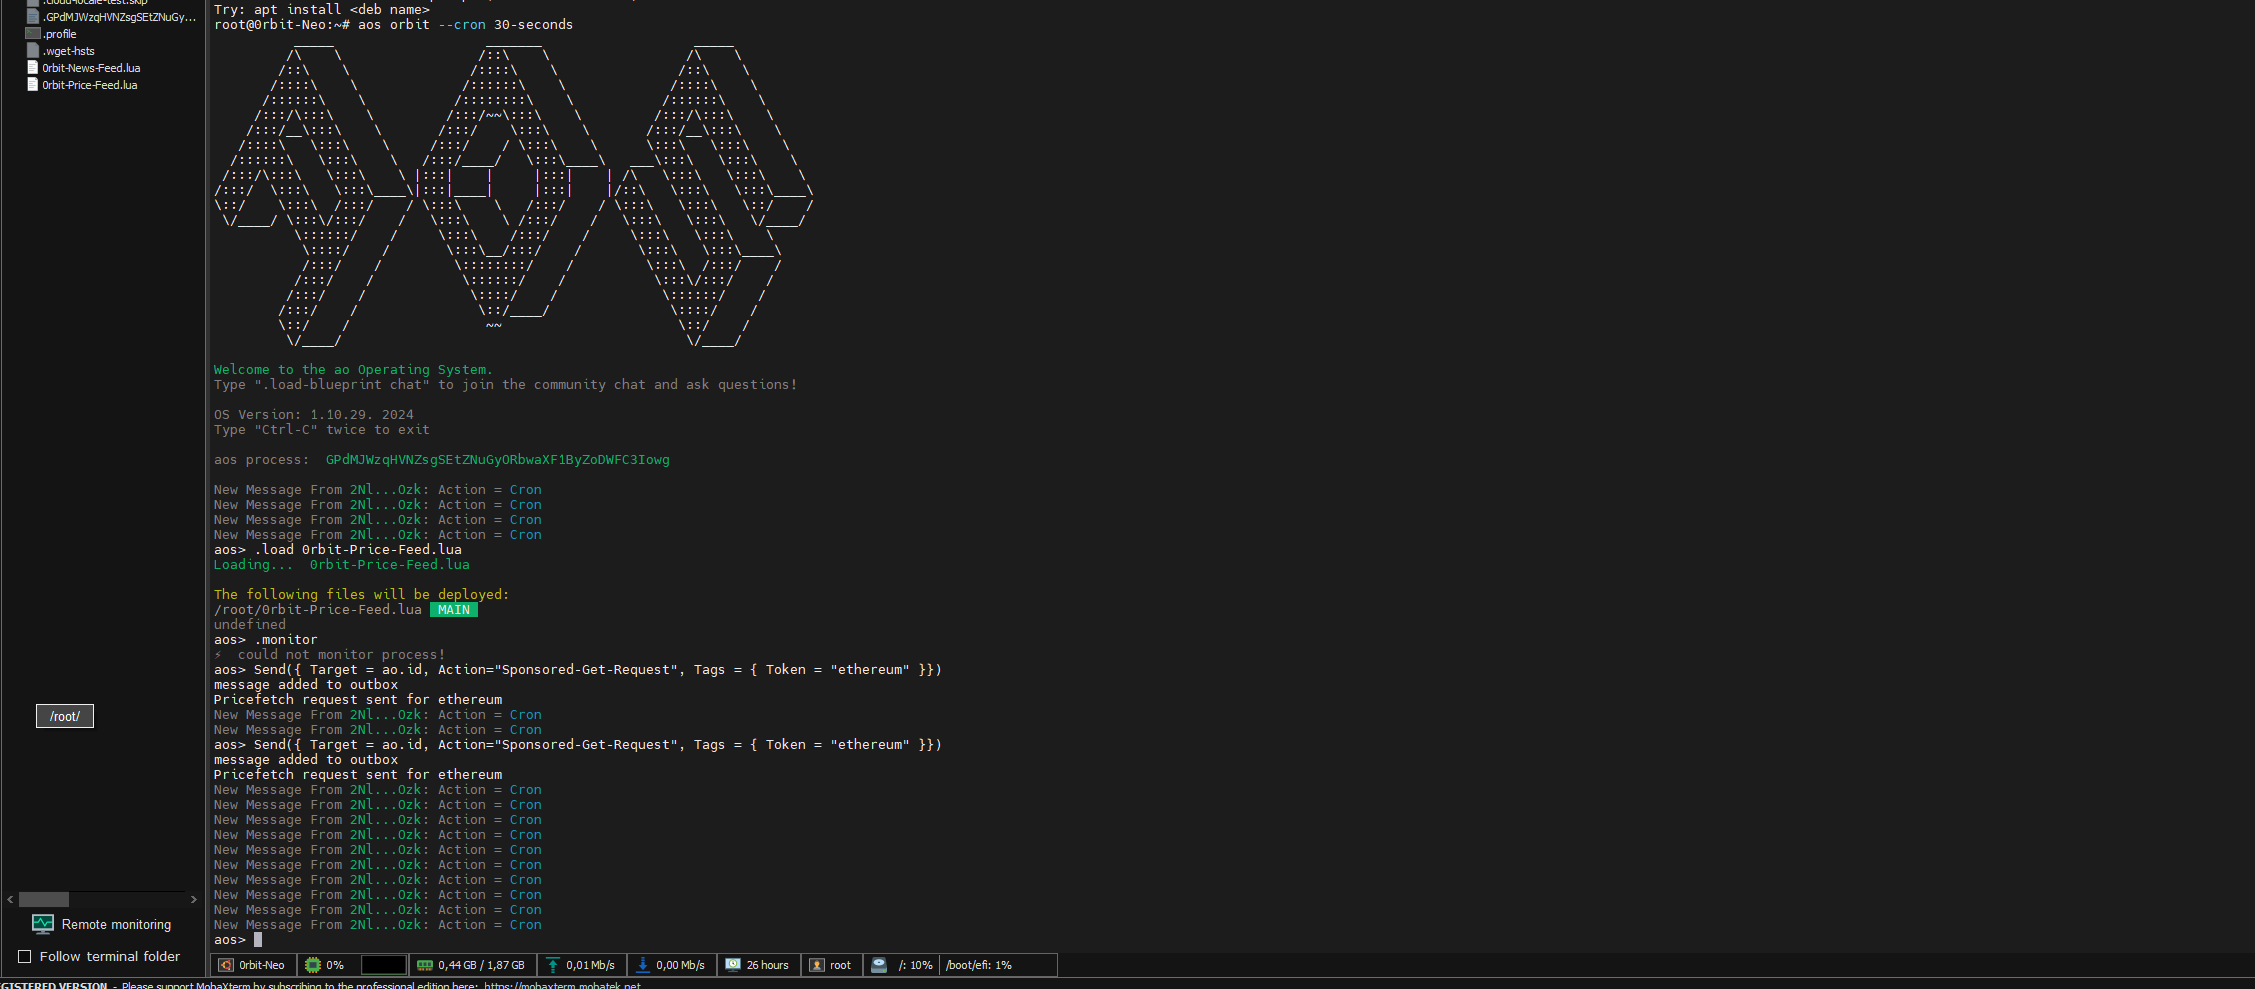 .GPdMJWzqHVNZsgSEtZNuGy...
.profile
.wget-hsts
0rbit-News-Feed.lua
0rbit-Price-Feed.lua
/root/
Remote monitoring
Follow terminal folder
Try: apt install <deb name>
root@0rbit-Neo:~# aos orbit --cron 30-seconds
Welcome to the ao Operating System.
Type ".load-blueprint chat" to join the community chat and ask questions!
OS Version: 1.10.29. 2024
Type "Ctrl-C" twice to exit
aos process:  GPdMJWzqHVNZsgSEtZNuGyORbwaXF1ByZoDWFC3Iowg
New Message From 2Nl...Ozk: Action = Cron
New Message From 2Nl...Ozk: Action = Cron
New Message From 2Nl...Ozk: Action = Cron
New Message From 2Nl...Ozk: Action = Cron
aos> .load 0rbit-Price-Feed.lua
Loading...  0rbit-Price-Feed.lua
The following files will be deployed:
/root/0rbit-Price-Feed.lua MAIN
undefined
aos> .monitor
⚡ could not monitor process!
aos> Send({ Target = ao.id, Action="Sponsored-Get-Request", Tags = { Token = "ethereum" }})
message added to outbox
Pricefetch request sent for ethereum
New Message From 2Nl...Ozk: Action = Cron
New Message From 2Nl...Ozk: Action = Cron
aos> Send({ Target = ao.id, Action="Sponsored-Get-Request", Tags = { Token = "ethereum" }})
message added to outbox
Pricefetch request sent for ethereum
New Message From 2Nl...Ozk: Action = Cron
New Message From 2Nl...Ozk: Action = Cron
New Message From 2Nl...Ozk: Action = Cron
New Message From 2Nl...Ozk: Action = Cron
New Message From 2Nl...Ozk: Action = Cron
New Message From 2Nl...Ozk: Action = Cron
New Message From 2Nl...Ozk: Action = Cron
New Message From 2Nl...Ozk: Action = Cron
New Message From 2Nl...Ozk: Action = Cron
New Message From 2Nl...Ozk: Action = Cron
aos>
0rbit-Neo 0% 0,44 GB / 1,87 GB 0,01 Mb/s 0,00 Mb/s 26 hours root /: 10% /boot/efi: 1%
GISTERED VERSION - Please support MobaXterm by subscribing to the professional edition here: https://mobaxterm.mobatek.net